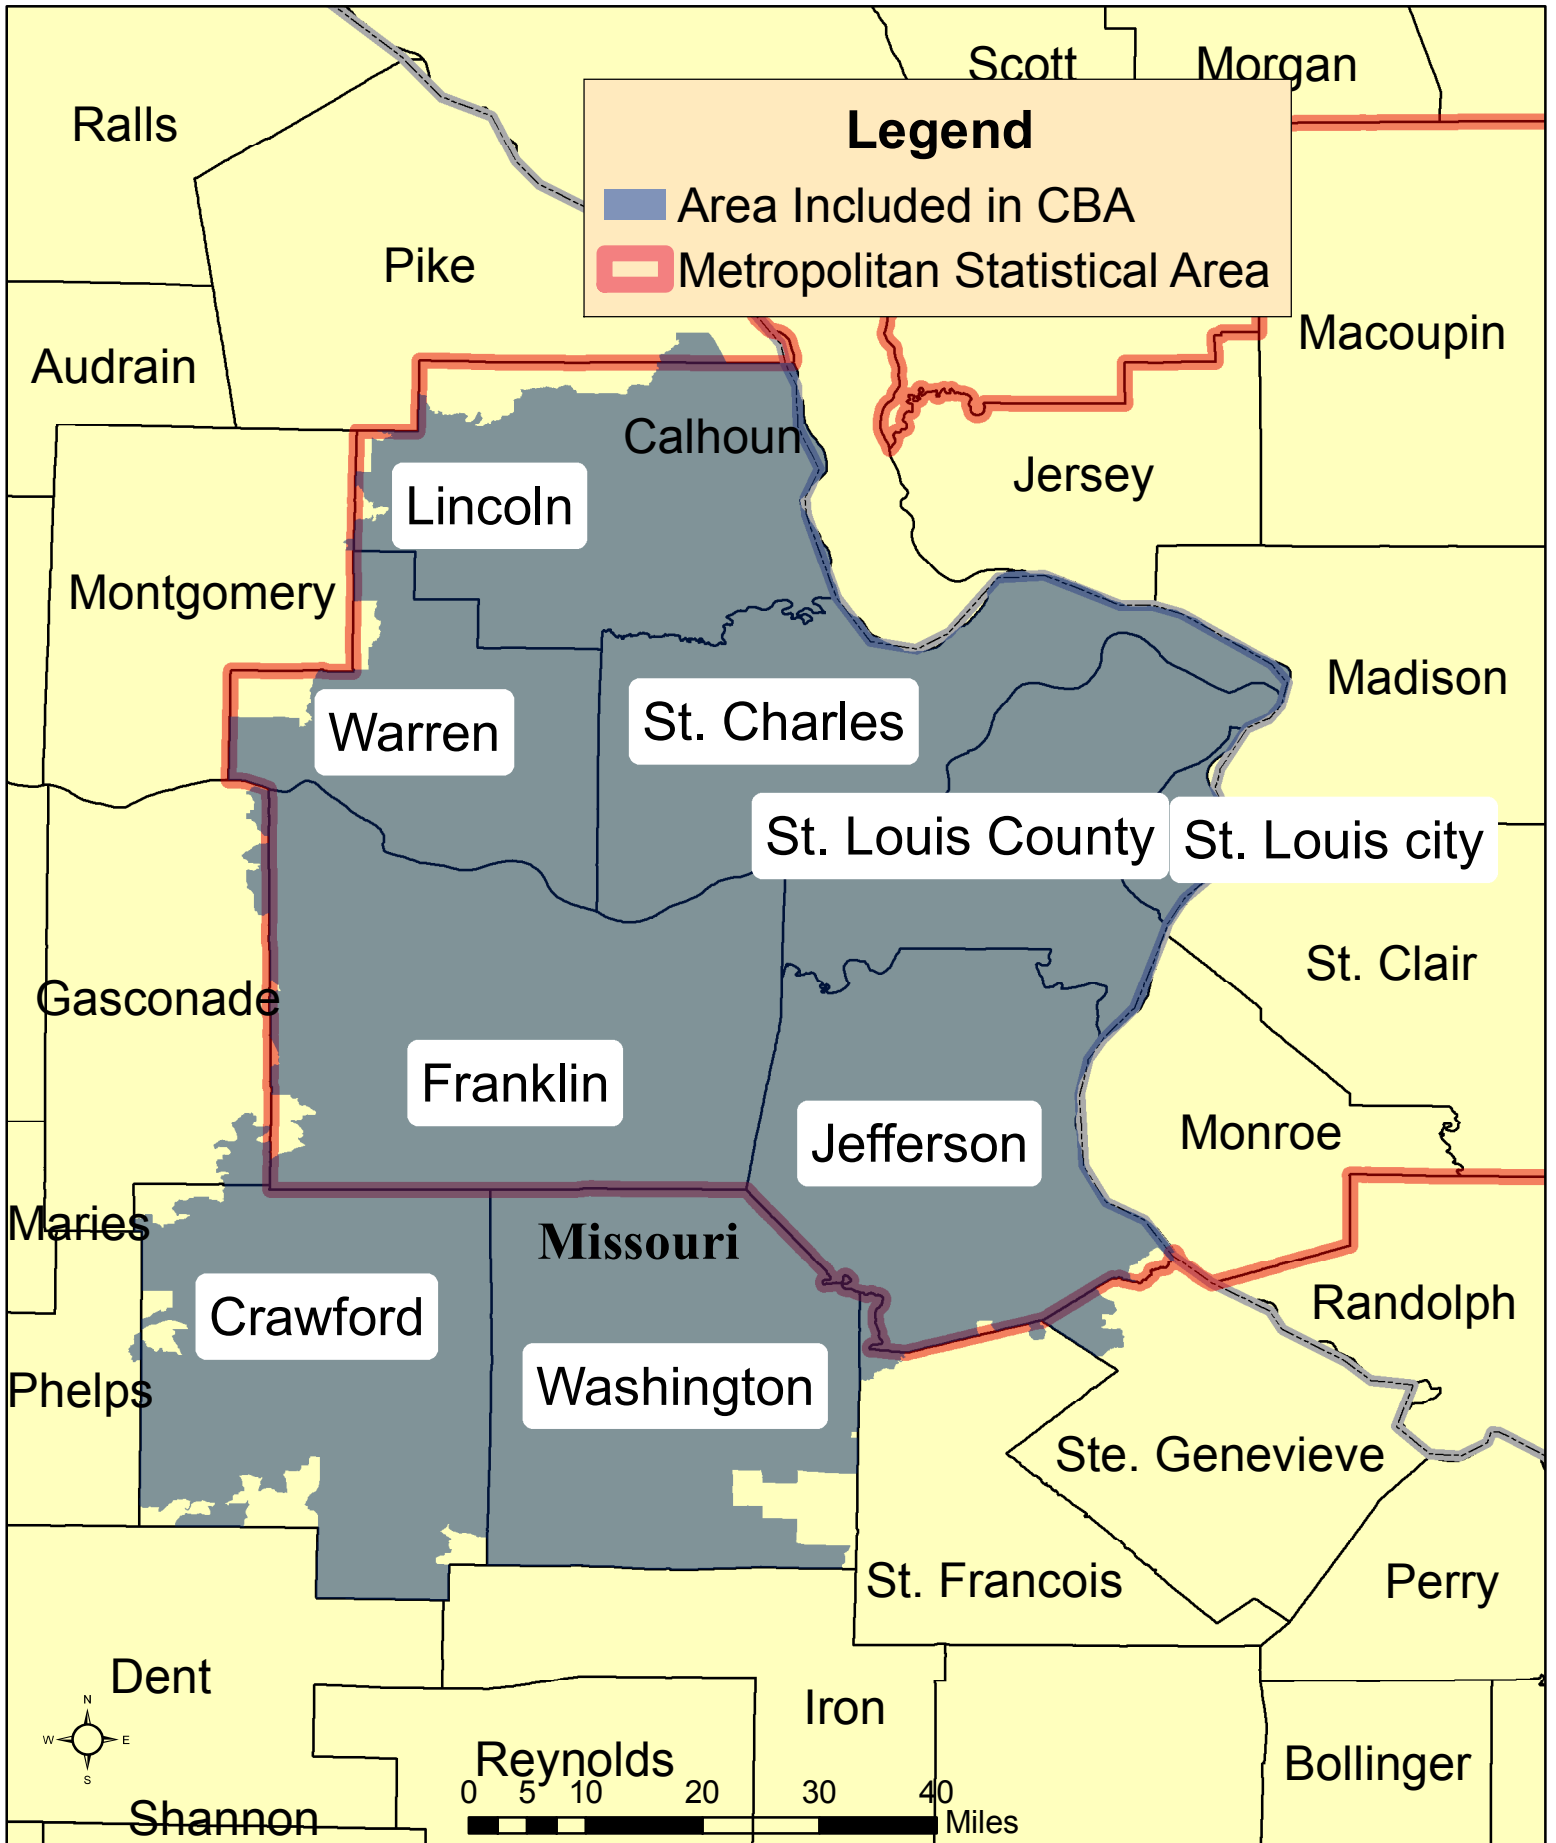 Scott
Morgan
Ralls
Legend
Area Included in CBA
Pike
Metropolitan Statistical Area
Macoupin
Audrain
Calhoun
Jersey
Lincoln
Montgomery
Madison
Warren
St. Charles
St. Louis County
St. Louis city
St. Clair
Gasconade
Franklin
Jefferson
Monroe
Maries
Missouri
Crawford
Randolph
Phelps
Washington
Ste. Genevieve
St. Francois
Perry
Dent
Iron
N
W E
S
Reynolds
Bollinger
0 5 10 20 30 40
Miles
Shannon